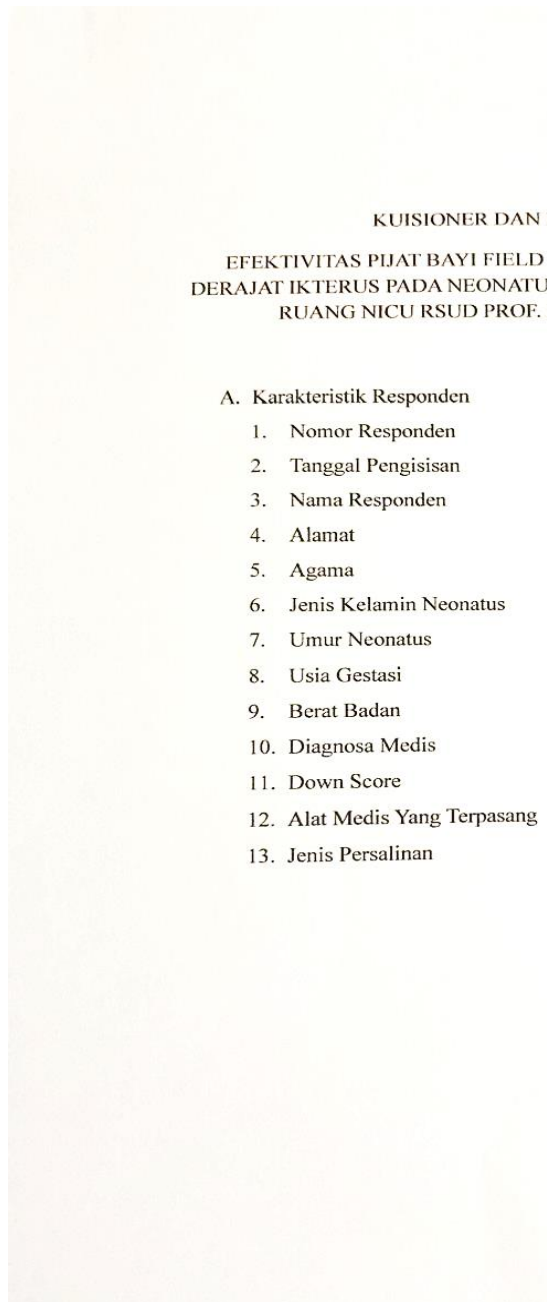 KUISIONER DAN
EFEKTIVITAS PIJAT BAYI FIELD
DERAJAT IKTERUS PADA NEONATU
RUANG NICU RSUD PROF.
A. Karakteristik Responden
1. Nomor Responden
2. Tanggal Pengisisan
3. Nama Responden
4. Alamat
5. Agama
6. Jenis Kelamin Neonatus
7. Umur Neonatus
8. Usia Gestasi
9. Berat Badan
10. Diagnosa Medis
11. Down Score
12. Alat Medis Yang Terpasang
13. Jenis Persalinan